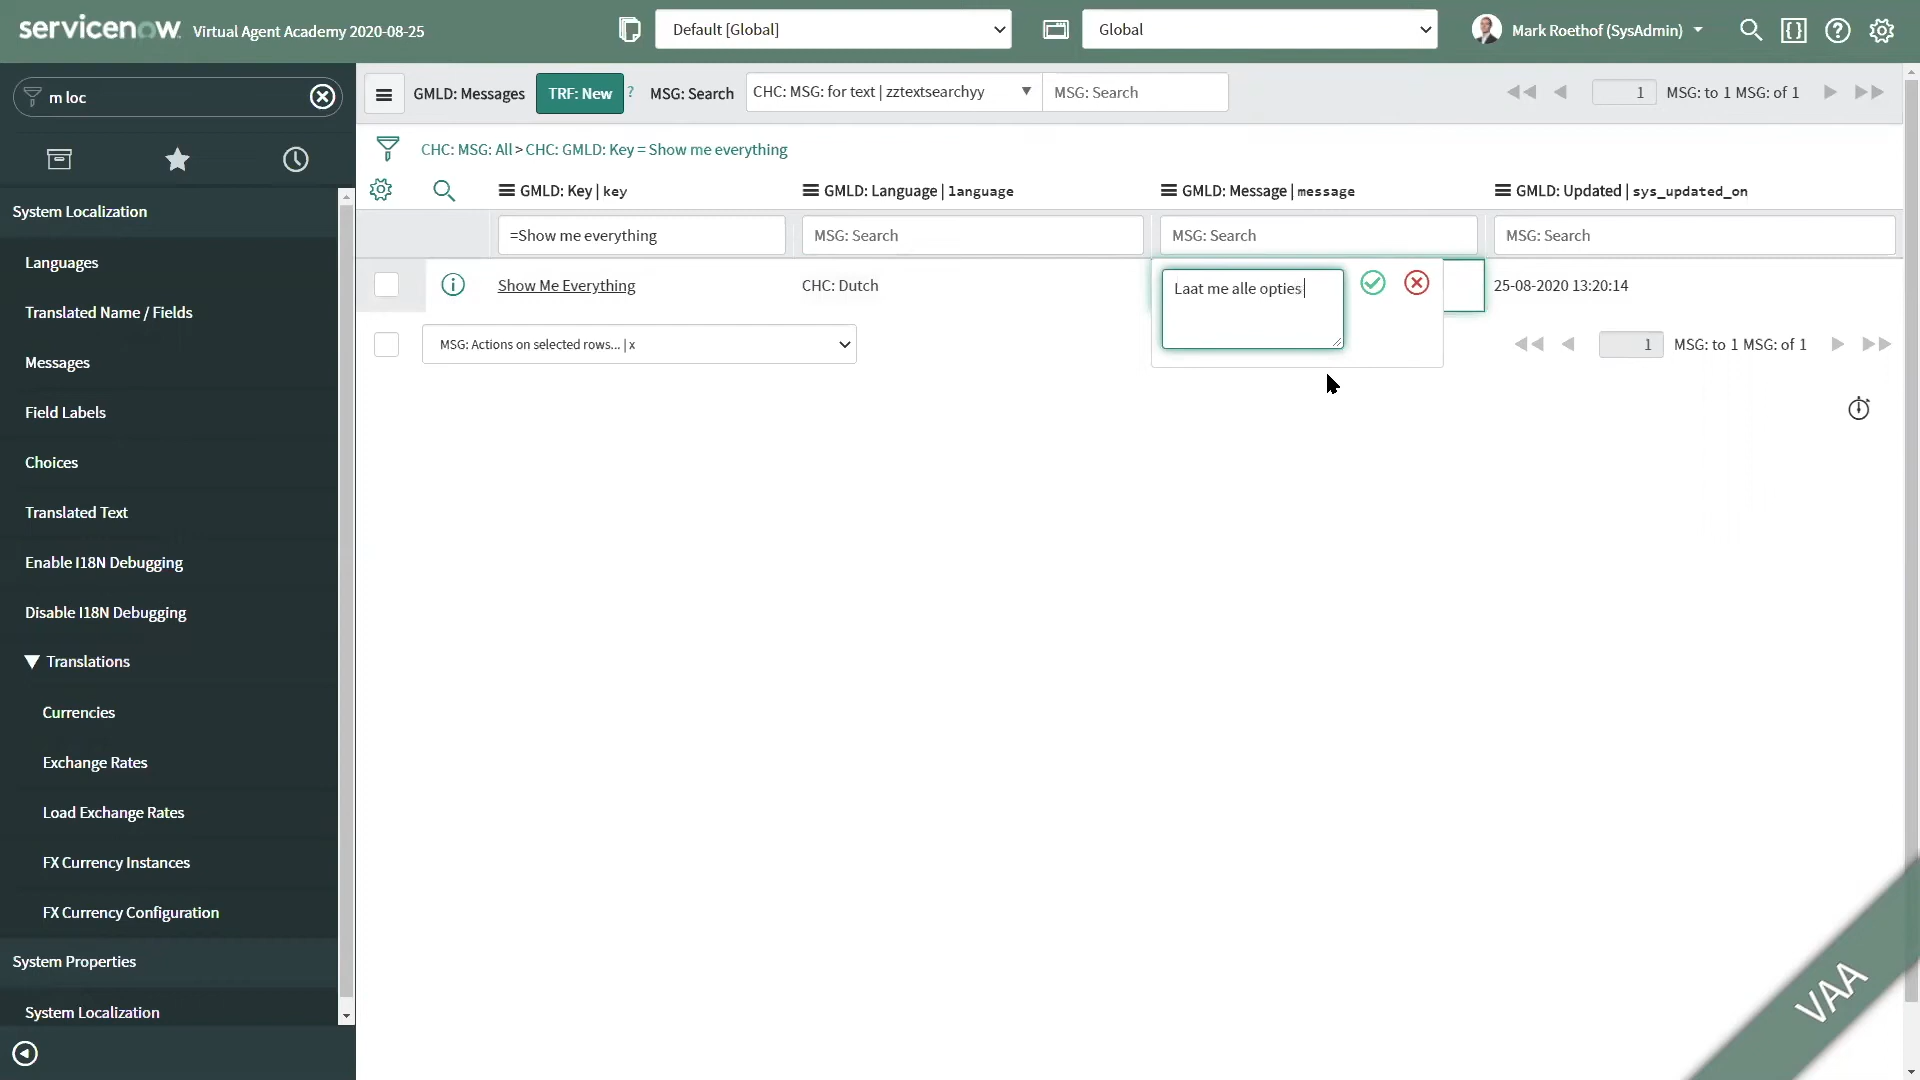 servicenow. Virtual Agent Academy 2020-08-25
Default [Global]
Global
Mark Roethof (SysAdmin)
m loc
GMLD: Messages
TRF: New
?
MSG: Search
CHC: MSG: for text | zztextsearchyy
MSG: Search
1 MSG: to 1 MSG: of 1
CHC: MSG: All > CHC: GMLD: Key = Show me everything
GMLD: Key | key
GMLD: Language | language
GMLD: Message | message
GMLD: Updated | sys_updated_on
=Show me everything
MSG: Search
MSG: Search
MSG: Search
Show Me Everything
CHC: Dutch
Laat me alle opties
25-08-2020 13:20:14
MSG: Actions on selected rows... | x
1 MSG: to 1 MSG: of 1
System Localization
Languages
Translated Name / Fields
Messages
Field Labels
Choices
Translated Text
Enable I18N Debugging
Disable I18N Debugging
Translations
Currencies
Exchange Rates
Load Exchange Rates
FX Currency Instances
FX Currency Configuration
System Properties
System Localization
VAA